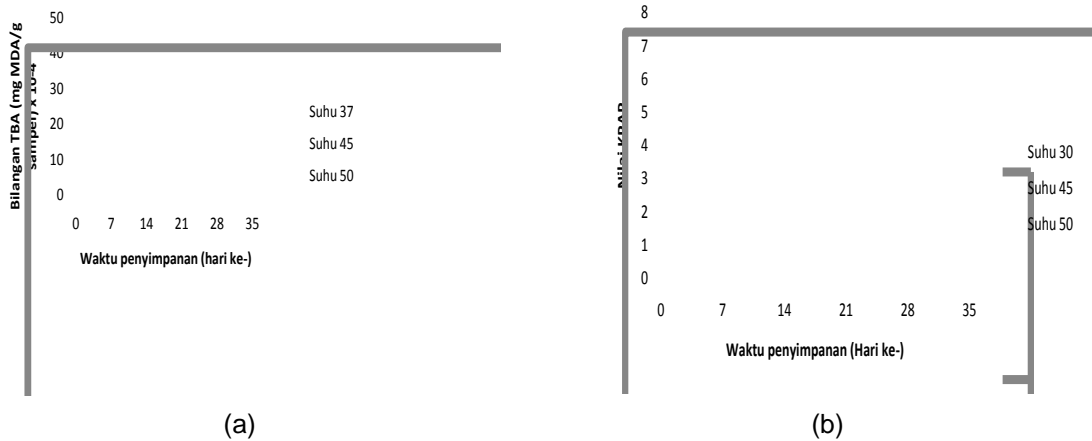 50
40
30
20
10
0
Bilangan TBA (mg MDA/g
sampel) x 10-4
Suhu 37
Suhu 45
Suhu 50
0 7 14 21 28 35
Waktu penyimpanan (hari ke-)
(a)
8
7
6
5
4
3
2
1
0
Nilai
Suhu 30
Suhu 45
Suhu 50
0 7 14 21 28 35
Waktu penyimpanan (Hari ke-)
(b)